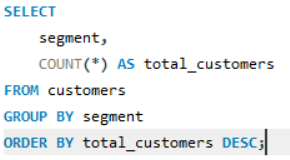 SELECT
    segment,
    COUNT(*) AS total_customers
FROM customers
GROUP BY segment
ORDER BY total_customers DESC;